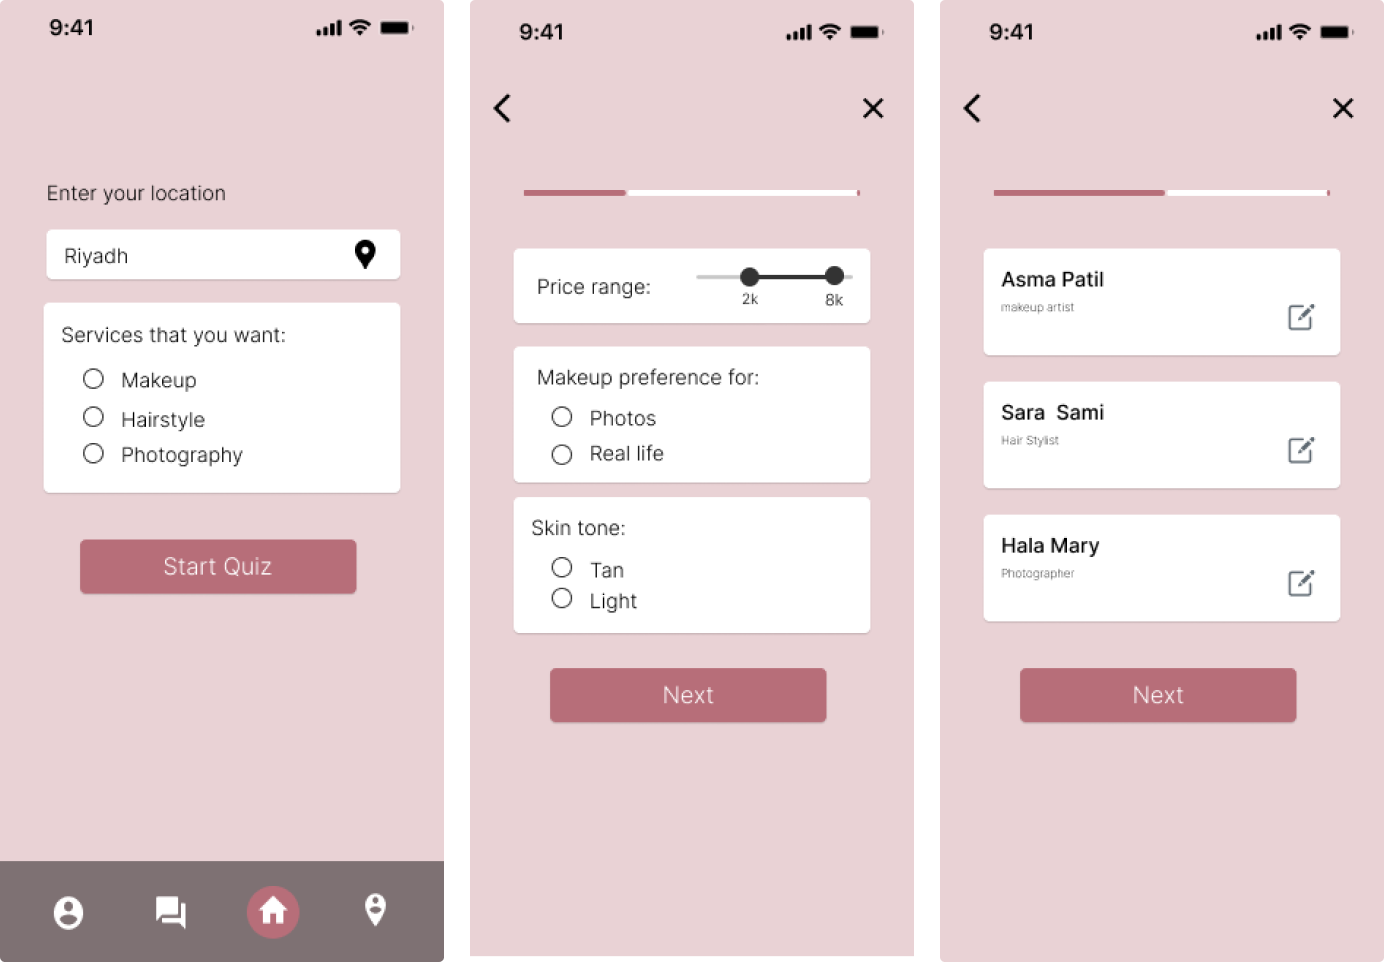 9:41
Enter your location
Riyadh
Services that you want:
Makeup
Hairstyle
Photography
Start Quiz
9:41
Price range:
2k
8k
Makeup preference for:
Photos
Real life
Skin tone:
Tan
Light
Next
9:41
Asma Patil
makeup artist
Sara  Sami
Hair Stylist
Hala Mary
Photographer
Next